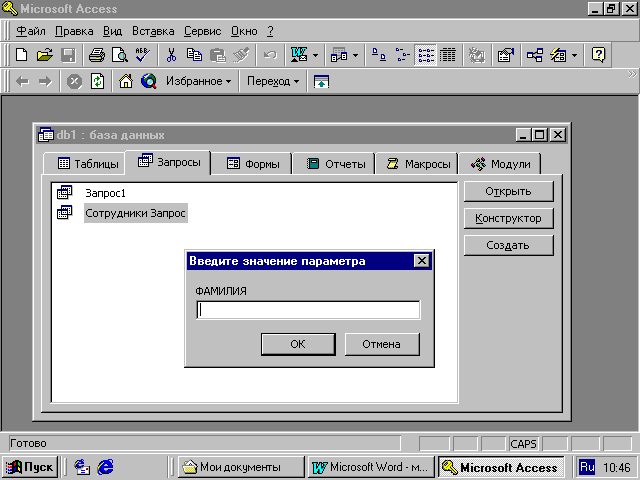 Microsoft Access
Файл Правка Вид Вставка Сервис Окно ?
ABC
Избранное Переход
db1 : база данных
Таблицы Запросы Формы Отчеты Макросы Модули
Запрос1
Сотрудники Запрос
Открыть
Конструктор
Создать
Введите значение параметра
ФАМИЛИЯ
ОК Отмена
Готово CAPS
Пуск Мои документы Microsoft Word - м... Microsoft Access Ru 10:46